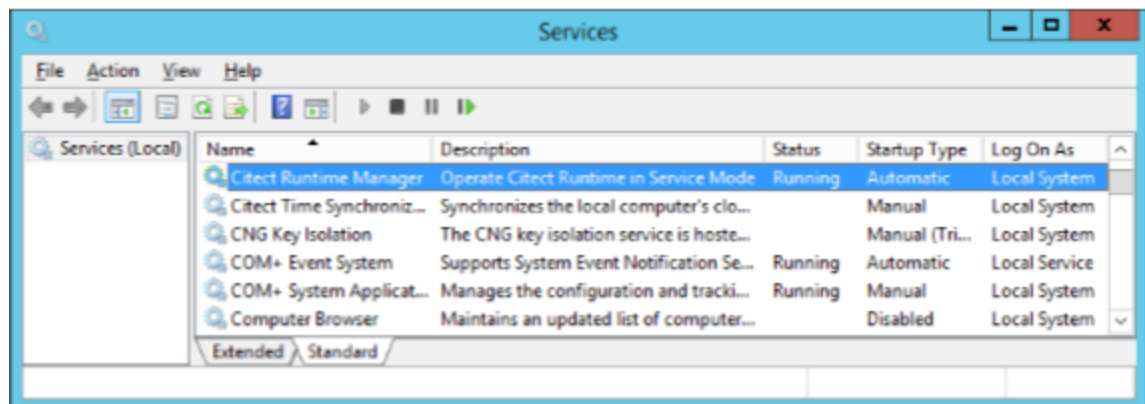 Services
File Action View Help
Services (Local)
Name Description Status Startup Type Log On As
Citect Runtime Manager Operate Citect Runtime in Service Mode Running Automatic Local System
Citect Time Synchroniz... Synchronizes the local computer's clo... Manual Local System
CNG Key Isolation The CNG key isolation service is hoste... Manual (Tri... Local System
COM+ Event System Supports System Event Notification Se... Running Automatic Local Service
COM+ System Applicat... Manages the configuration and tracki... Running Manual Local System
Computer Browser Maintains an updated list of computer... Disabled Local System
Extended Standard